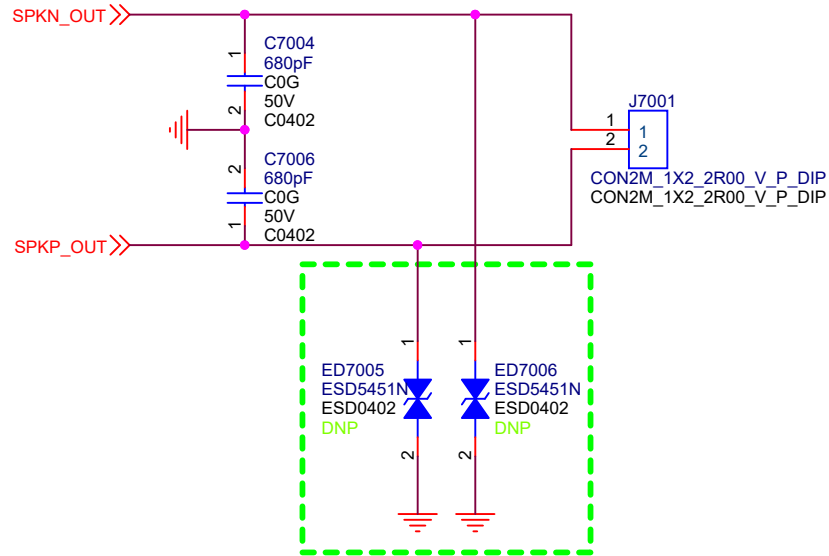 SPKN_OUT
1
C7004
680pF
C0G
50V
2
C0402
J7001
1
1
2
2
CON2M_1X2_2R00_V_P_DIP
CON2M_1X2_2R00_V_P_DIP
2
C7006
680pF
C0G
50V
1
C0402
SPKP_OUT
1
ED7005
ESD5451N
ESD0402
DNP
2
1
ED7006
ESD5451N
ESD0402
DNP
2